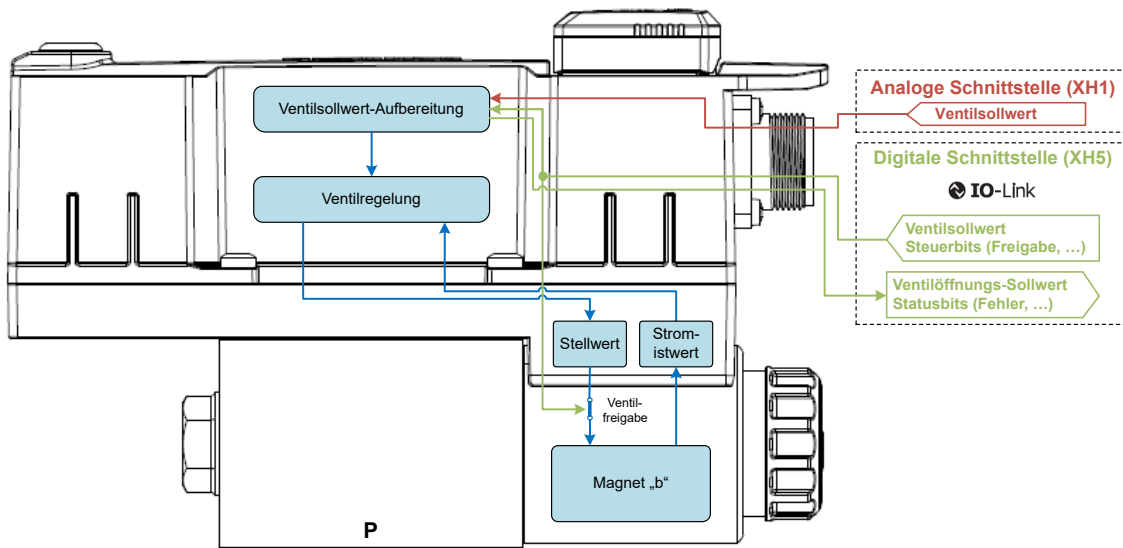 Ventilsollwert-Aufbereitung
Ventilregelung
Stellwert
Strom-
istwert
Ventil-
freigabe
Magnet „b“
P
Analoge Schnittstelle (XH1)
Ventilsollwert
Digitale Schnittstelle (XH5)
IO-Link
Ventilsollwert
Steuerbits (Freigabe, …)
Ventilöffnungs-Sollwert
Statusbits (Fehler, …)